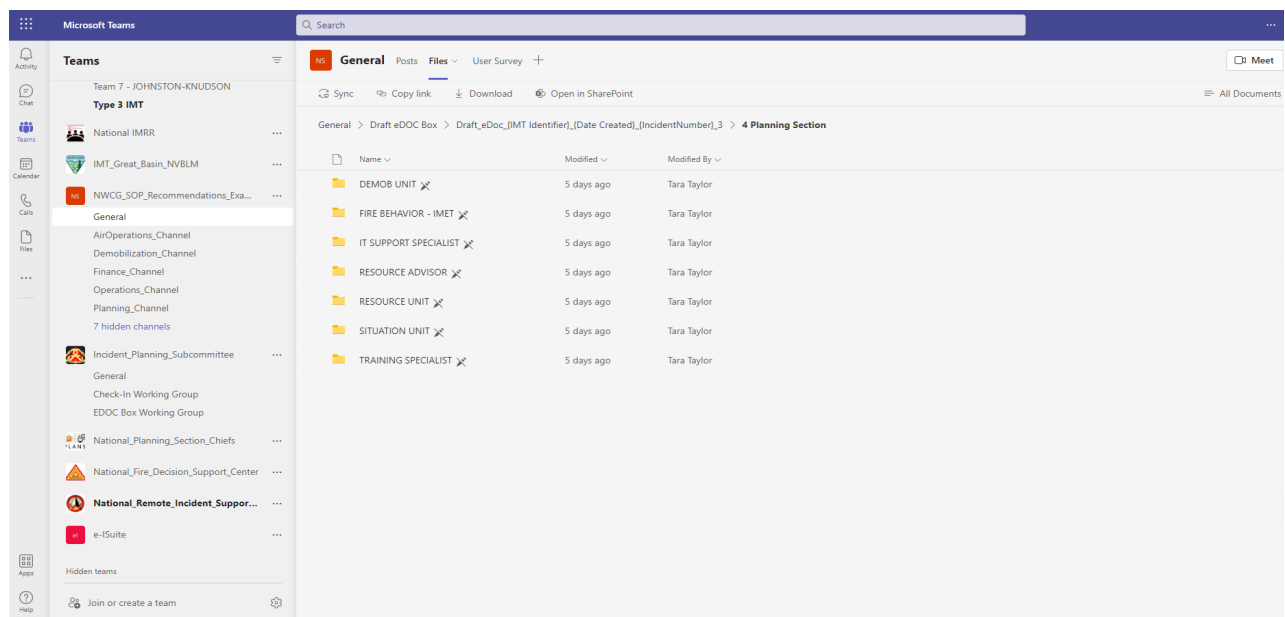 Microsoft Teams
Search
...
Activity
Chat
Teams
Calendar
Calls
Files
...
Apps
Help
Teams
Team 7 - JOHNSTON-KNUDSON
Type 3 IMT
National IMRR ...
IMT_Great_Basin_NVBLM ...
NS NWCG_SOP_Recommendations_Exa... ...
General
AirOperations_Channel
Demobilization_Channel
Finance_Channel
Operations_Channel
Planning_Channel
7 hidden channels
Incident_Planning_Subcommittee ...
General
Check-In Working Group
EDOC Box Working Group
National_Planning_Section_Chiefs ...
National_Fire_Decision_Support_Center ...
National_Remote_Incident_Suppor... ...
eI e-ISuite ...
Hidden teams
Join or create a team
NS General Posts Files User Survey + Meet
Sync Copy link Download Open in SharePoint All Documents
General > Draft eDOC Box > Draft_eDoc_{IMT Identifier}_{Date Created}_{IncidentNumber}_3 > 4 Planning Section
Name Modified Modified By
DEMOB UNIT 5 days ago Tara Taylor
FIRE BEHAVIOR - IMET 5 days ago Tara Taylor
IT SUPPORT SPECIALIST 5 days ago Tara Taylor
RESOURCE ADVISOR 5 days ago Tara Taylor
RESOURCE UNIT 5 days ago Tara Taylor
SITUATION UNIT 5 days ago Tara Taylor
TRAINING SPECIALIST 5 days ago Tara Taylor